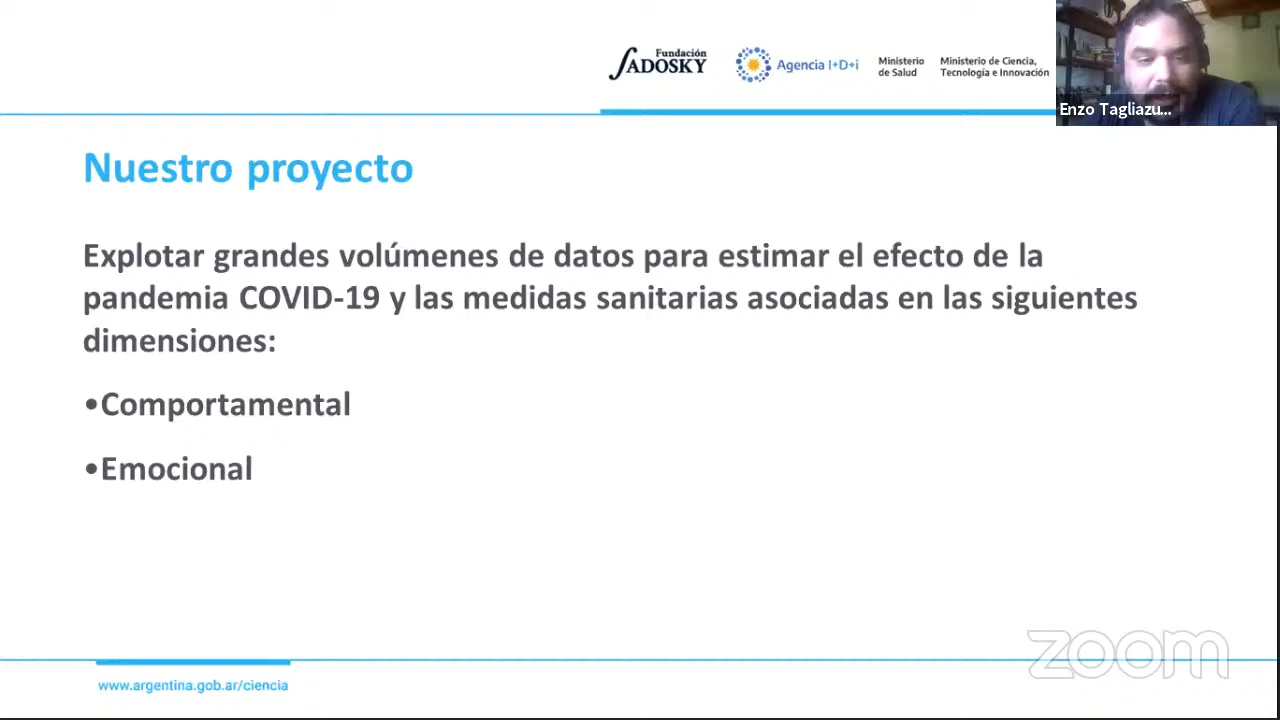 Fundación
SADOSKY
Agencia I+D+i
Ministerio
de Salud
Ministerio de Ciencia,
Tecnología e Innovación
Enzo Tagliazu...
Nuestro proyecto
Explotar grandes volúmenes de datos para estimar el efecto de la
pandemia COVID-19 y las medidas sanitarias asociadas en las siguientes
dimensiones:
•Comportamental
•Emocional
zoom
www.argentina.gob.ar/ciencia